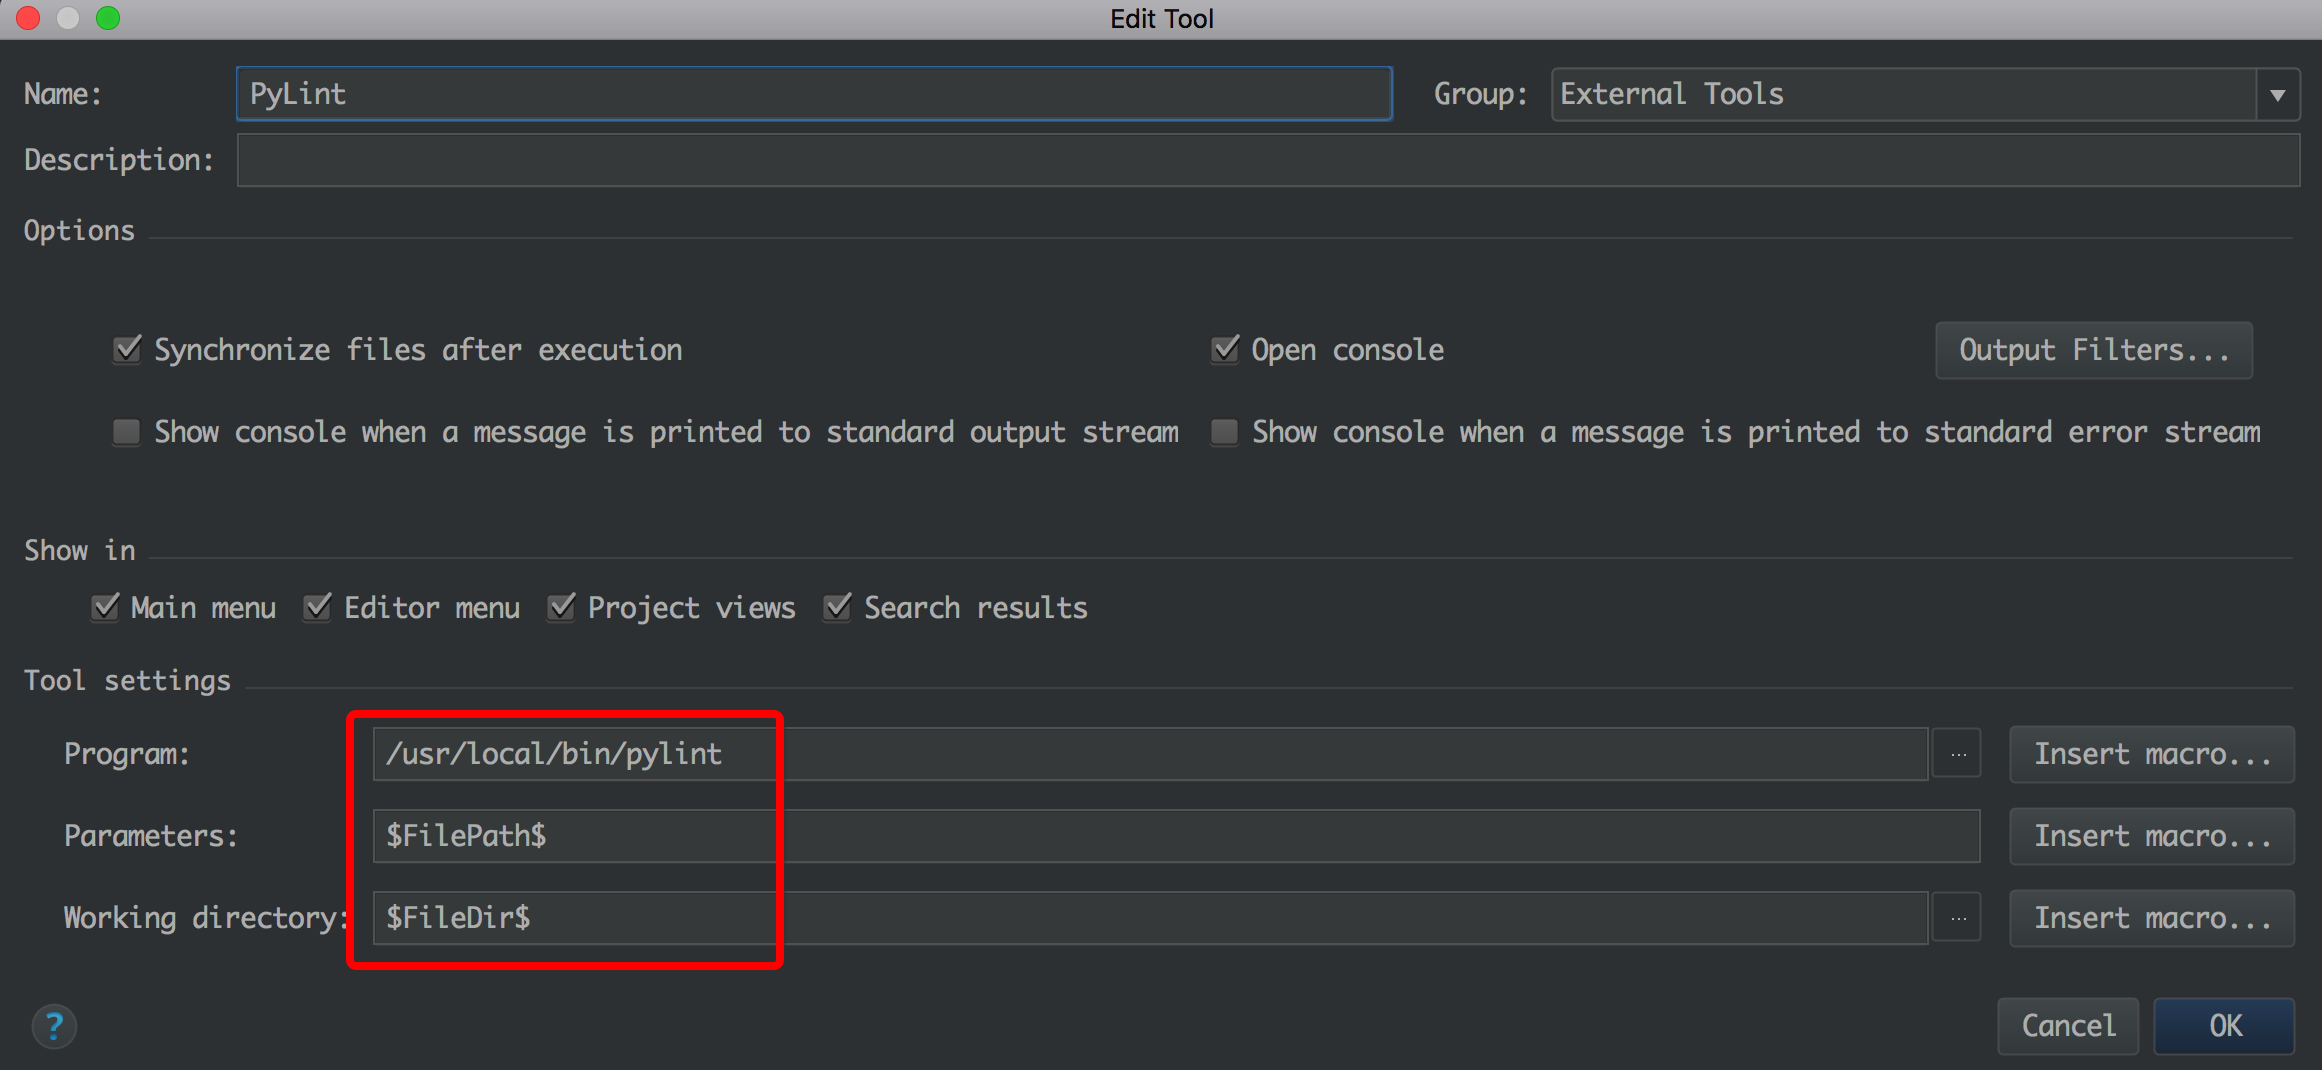 Edit Tool
Name: PyLint Group: External Tools
Description:
Options
Synchronize files after execution Open console Output Filters...
Show console when a message is printed to standard output stream Show console when a message is printed to standard error stream
Show in
Main menu Editor menu Project views Search results
Tool settings
Program: /usr/local/bin/pylint ... Insert macro...
Parameters: $FilePath$ Insert macro...
Working directory: $FileDir$ ... Insert macro...
? Cancel OK